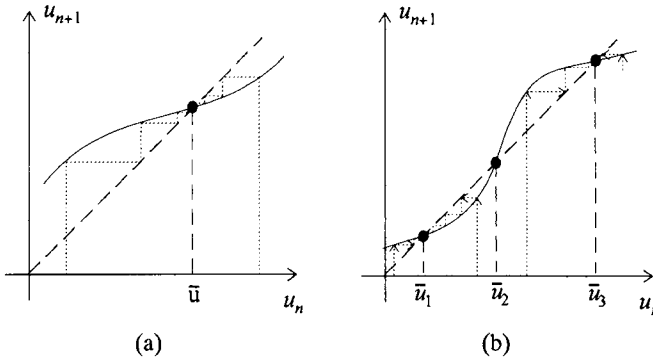 u_{n+1}
u_{n+1}
ū
u_n
ū_1
ū_2
ū_3
(a)
(b)